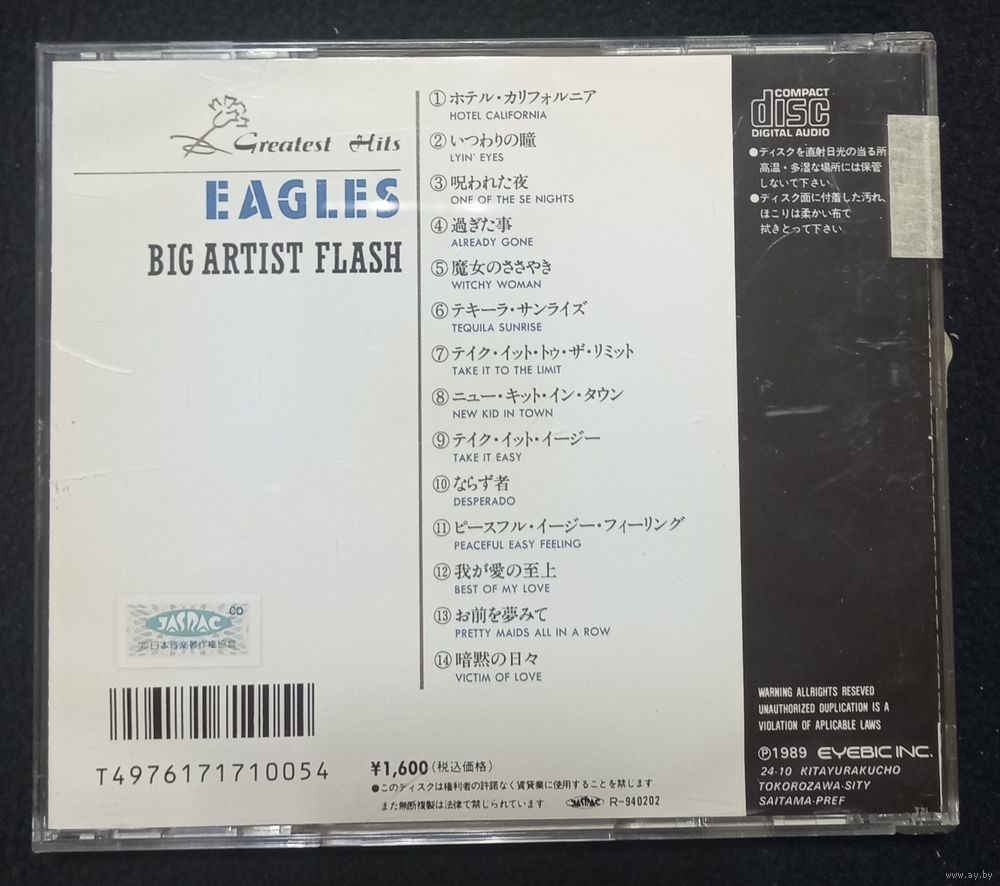 Greatest Hits
EAGLES
BIG ARTIST FLASH
①ホテル・カリフォルニア
HOTEL CALIFORNIA
②いつわりの瞳
LYIN' EYES
③呪われた夜
ONE OF THE SE NIGHTS
④過ぎた事
ALREADY GONE
⑤魔女のささやき
WITCHY WOMAN
⑥テキーラ・サンライズ
TEQUILA SUNRISE
⑦テイク・イット・トゥ・ザ・リミット
TAKE IT TO THE LIMIT
⑧ニュー・キット・イン・タウン
NEW KID IN TOWN
⑨テイク・イット・イージー
TAKE IT EASY
⑩ならず者
DESPERADO
⑪ピースフル・イージー・フィーリング
PEACEFUL EASY FEELING
⑫我が愛の至上
BEST OF MY LOVE
⑬お前を夢みて
PRETTY MAIDS ALL IN A ROW
⑭暗黙の日々
VICTIM OF LOVE
CD
JASRAC
T4976171710054
¥1,600(税込価格)
●このディスクは権利者の許諾なく賃貸業に使用することを禁じます
また無断複製は法律で禁じられています
JASRAC R-940202
COMPACT
disc
DIGITAL AUDIO
●ディスクを直射日光の当る所
高温・多湿な場所には保管
しないで下さい
●ディスク面に付着した汚れ、
ほこりは柔かい布で
拭きとって下さい
WARNING ALLRIGHTS RESEVED
UNAUTHORIZED DUPLICATION IS A
VIOLATION OF APLICABLE LAWS
Ⓟ1989 EYEBIC INC.
24-10 KITAYURAKUCHO
TOKOROZAWA-SITY
SAITAMA-PREF
www.ay.by